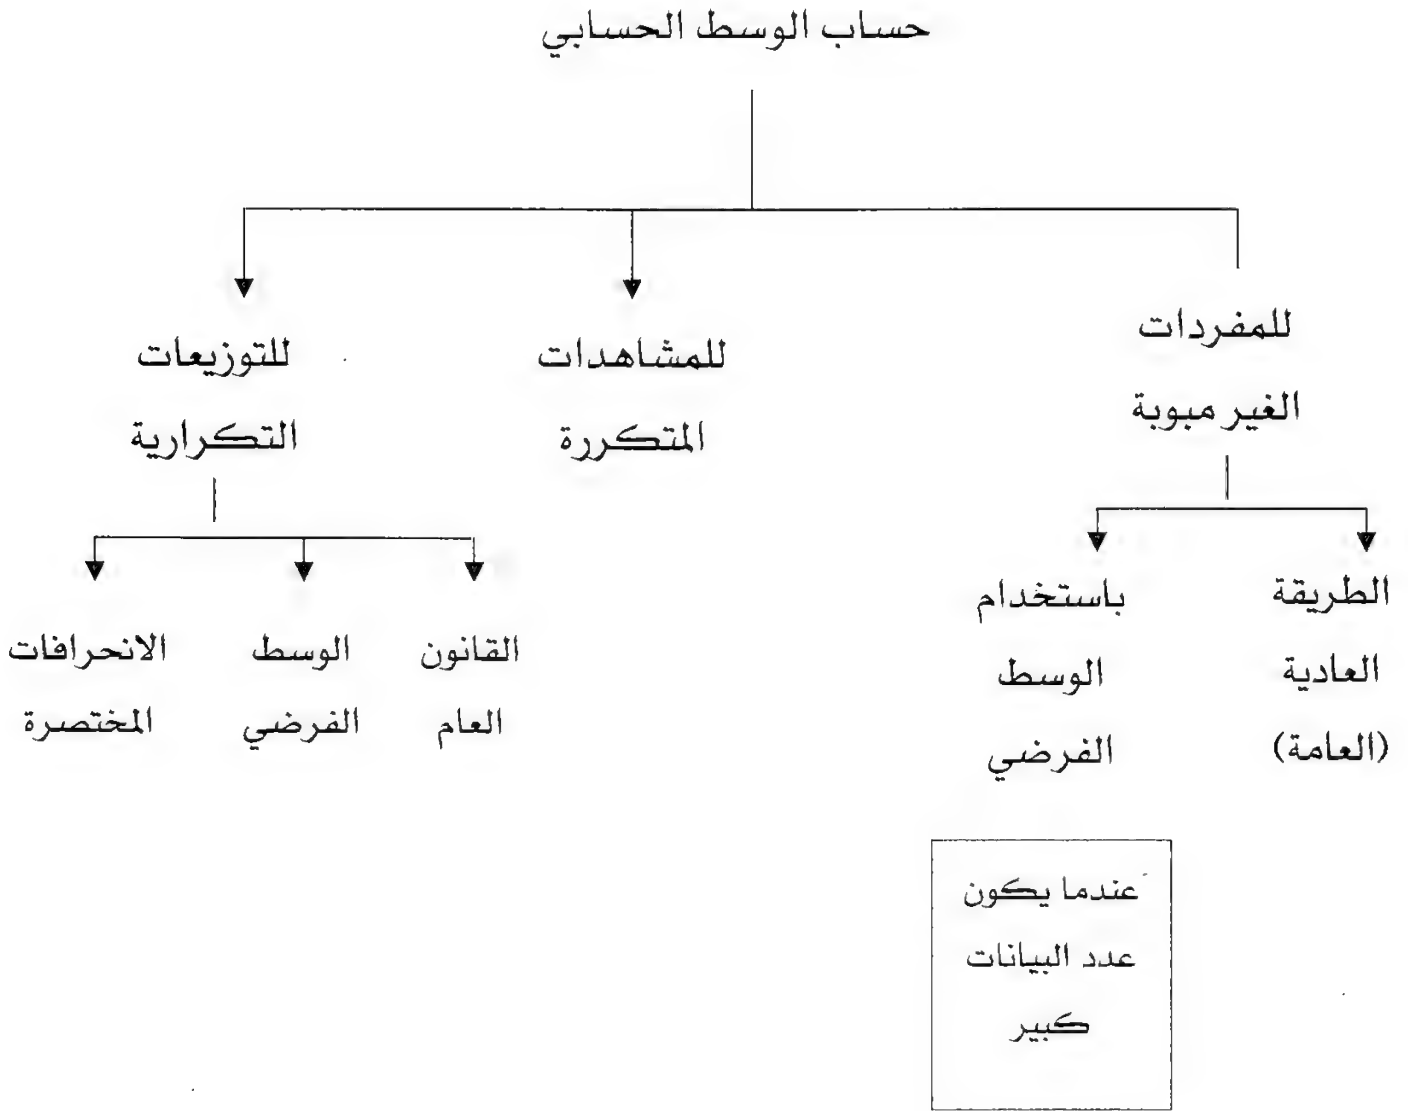 حساب الوسط الحسابي
للمفردات
الغير مبوبة
للمشاهدات
المتكررة
للتوزيعات
التكرارية
الطريقة
العادية
(العامة)
باستخدام
الوسط
الفرضي
القانون
العام
الوسط
الفرضي
الانحرافات
المختصرة
عندما يكون
عدد البيانات
كبير